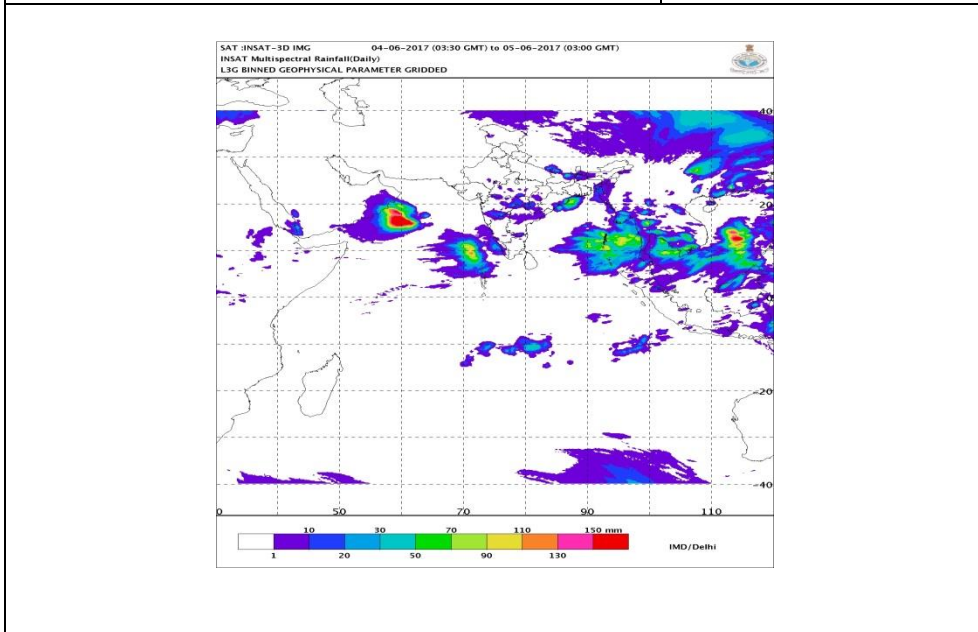 SAT :INSAT-3D IMG 04-06-2017 (03:30 GMT) to 05-06-2017 (03:00 GMT)
INSAT Multispectral Rainfall(Daily)
L3G BINNED GEOPHYSICAL PARAMETER GRIDDED
40
20
0
-10
-20
-40
0 50 70 90 110
10 30 70 110 150 mm
1 20 50 90 130
IMD/Delhi